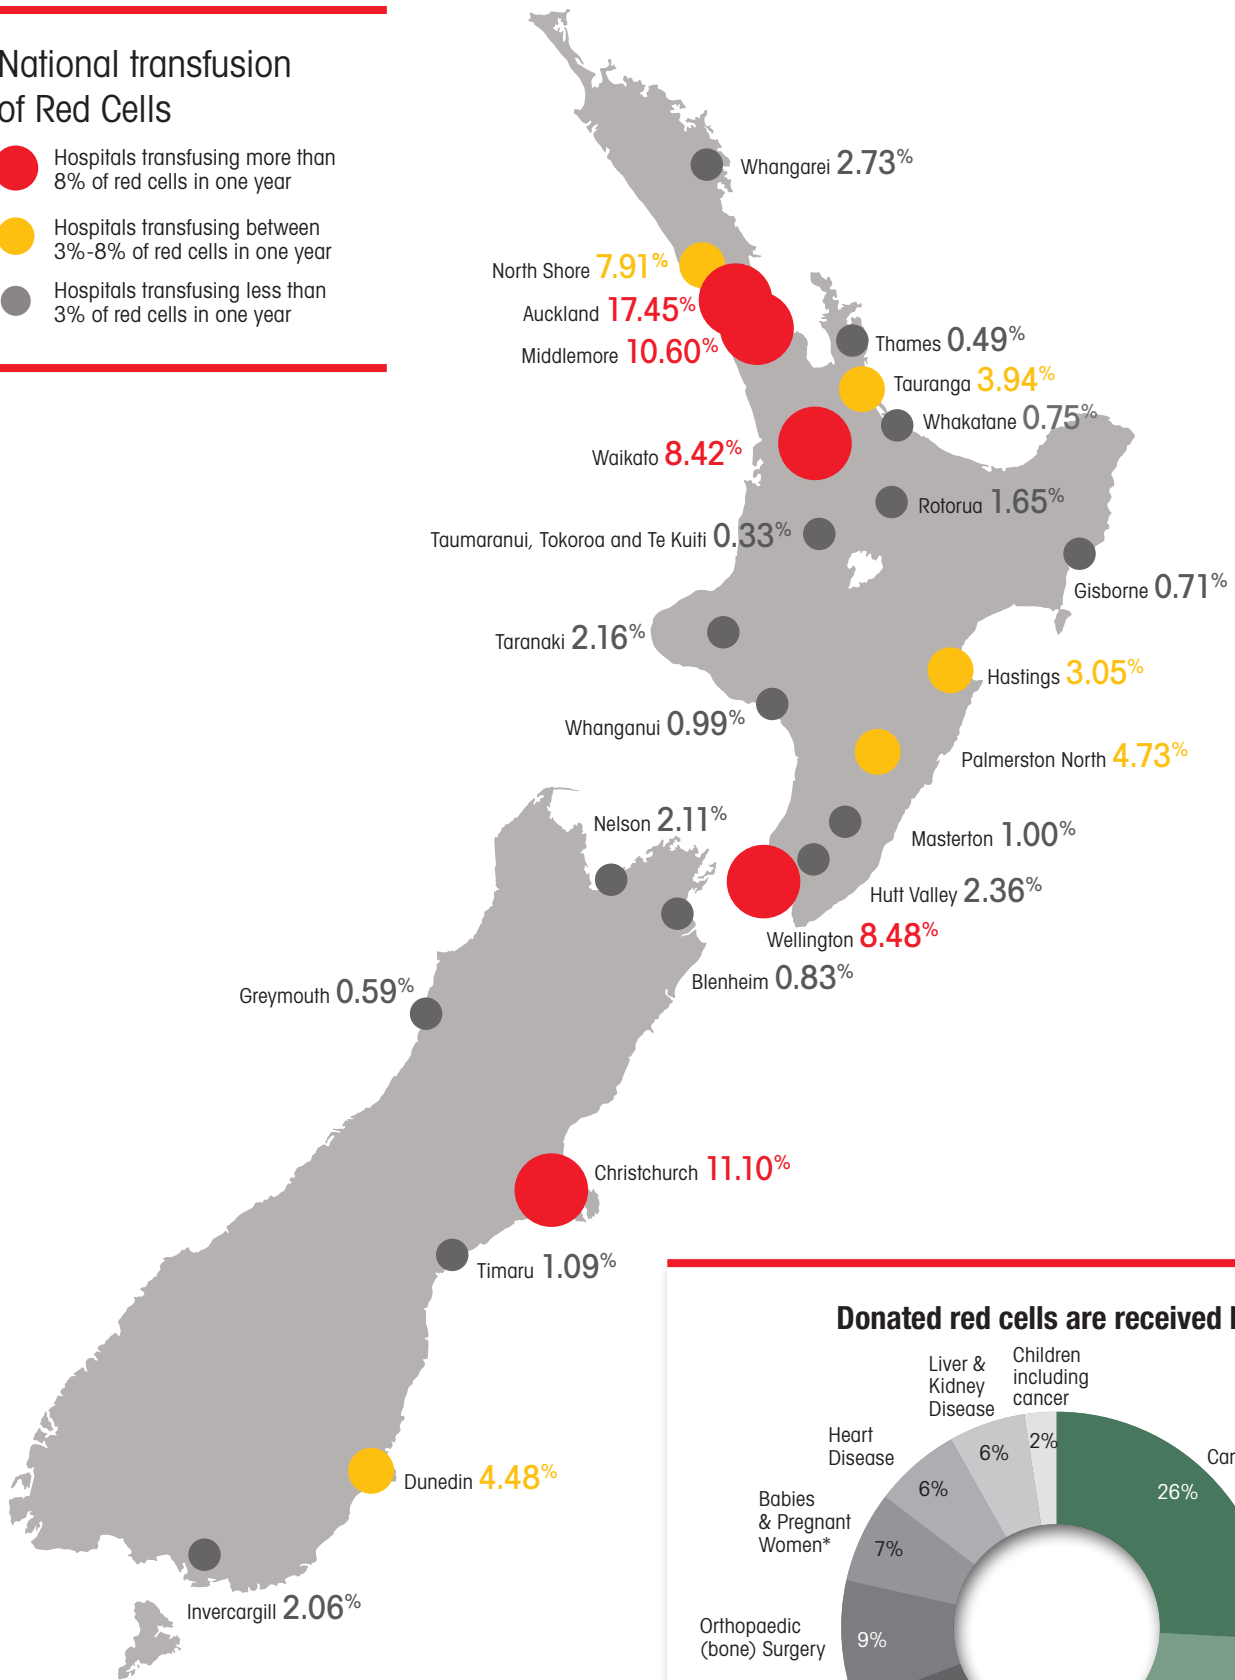 National transfusion
of Red Cells
Hospitals transfusing more than
8% of red cells in one year
Hospitals transfusing between
3%-8% of red cells in one year
Hospitals transfusing less than
3% of red cells in one year
Whangarei 2.73%
North Shore 7.91%
Auckland 17.45%
Middlemore 10.60%
Thames 0.49%
Tauranga 3.94%
Whakatane 0.75%
Waikato 8.42%
Rotorua 1.65%
Taumaranui, Tokoroa and Te Kuiti 0.33%
Gisborne 0.71%
Taranaki 2.16%
Hastings 3.05%
Whanganui 0.99%
Palmerston North 4.73%
Nelson 2.11%
Masterton 1.00%
Hutt Valley 2.36%
Wellington 8.48%
Blenheim 0.83%
Greymouth 0.59%
Christchurch 11.10%
Timaru 1.09%
Dunedin 4.48%
Invercargill 2.06%
Donated red cells are received
Liver &
Kidney
Disease
Children
including
cancer
Heart
Disease
Babies
& Pregnant
Women*
Orthopaedic
(bone) Surgery
2%
6%
6%
7%
9%
26%